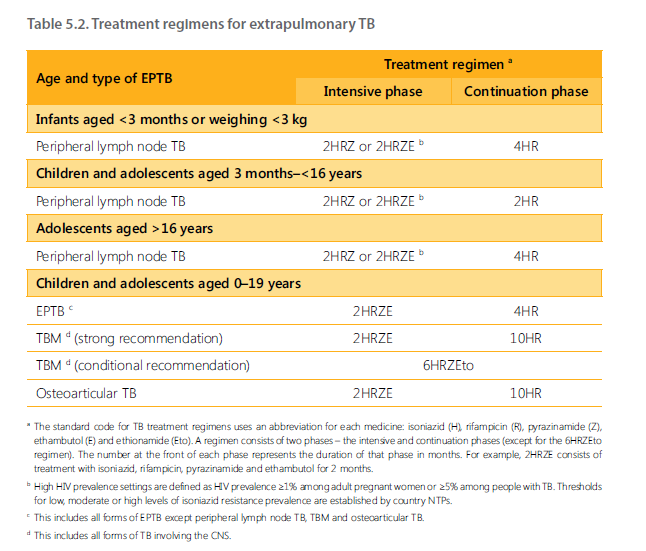 Table 5.2. Treatment regimens for extrapulmonary TB
Age and type of EPTB
Treatment regimen a
Intensive phase
Continuation phase
Infants aged <3 months or weighing <3 kg
Peripheral lymph node TB 2HRZ or 2HRZE b 4HR
Children and adolescents aged 3 months–<16 years
Peripheral lymph node TB 2HRZ or 2HRZE b 2HR
Adolescents aged >16 years
Peripheral lymph node TB 2HRZ or 2HRZE b 4HR
Children and adolescents aged 0–19 years
EPTB c 2HRZE 4HR
TBM d (strong recommendation) 2HRZE 10HR
TBM d (conditional recommendation) 6HRZEto
Osteoarticular TB 2HRZE 10HR
a The standard code for TB treatment regimens uses an abbreviation for each medicine: isoniazid (H), rifampicin (R), pyrazinamide (Z),
ethambutol (E) and ethionamide (Eto). A regimen consists of two phases – the intensive and continuation phases (except for the 6HRZEto
regimen). The number at the front of each phase represents the duration of that phase in months. For example, 2HRZE consists of
treatment with isoniazid, rifampicin, pyrazinamide and ethambutol for 2 months.
b High HIV prevalence settings are defined as HIV prevalence ≥1% among adult pregnant women or ≥5% among people with TB. Thresholds
for low, moderate or high levels of isoniazid resistance prevalence are established by country NTPs.
c This includes all forms of EPTB except peripheral lymph node TB, TBM and osteoarticular TB.
d This includes all forms of TB involving the CNS.